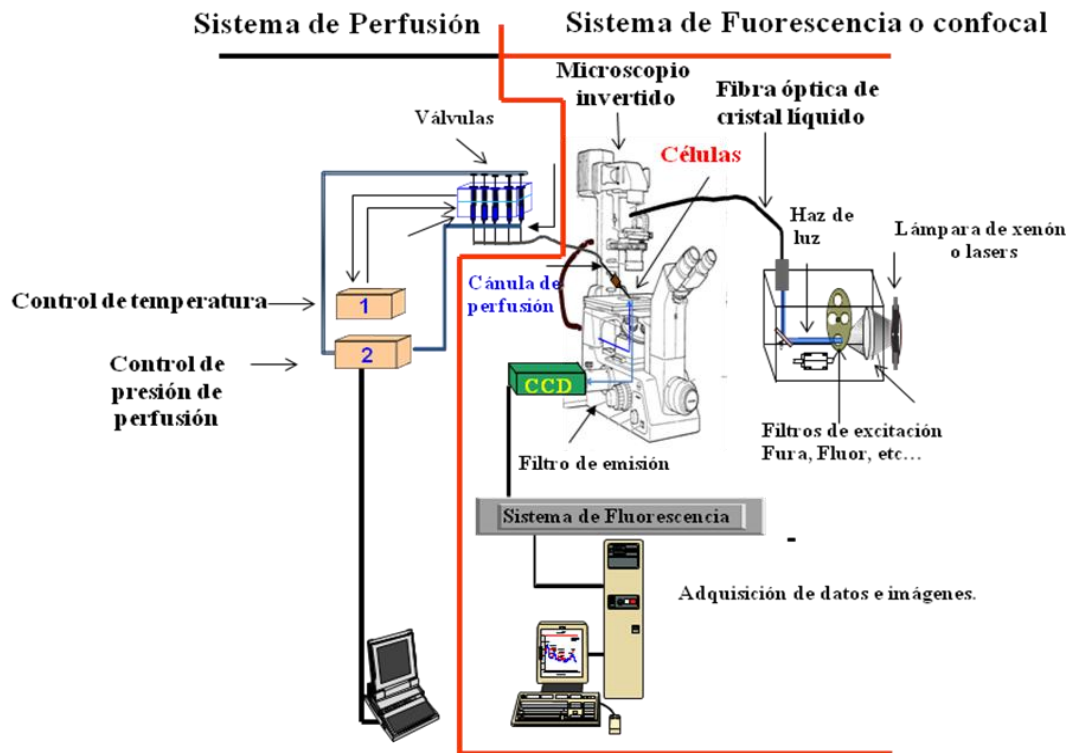 Sistema de Perfusión
Sistema de Fuorescencia o confocal
Microscopio
invertido
Fibra óptica de
cristal líquido
Válvulas
Células
Haz de
luz
Lámpara de xenón
o lasers
Cánula de
perfusión
Control de temperatura
1
2
Control de
presión de
perfusión
CCD
Filtro de emisión
Filtros de excitación
Fura, Fluor, etc…
Sistema de Fluorescencia
-
Adquisición de datos e imágenes.